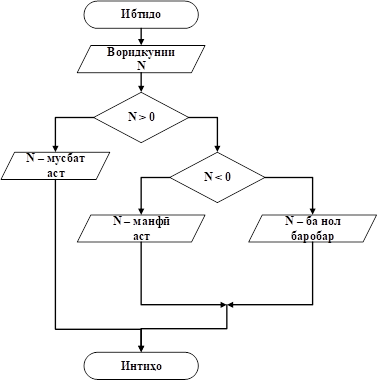 Ибтидо
Воридкунии
N
N > 0
N – мусбат
аст
N < 0
N – манфӣ
аст
N – ба нол
баробар
Интиҳо